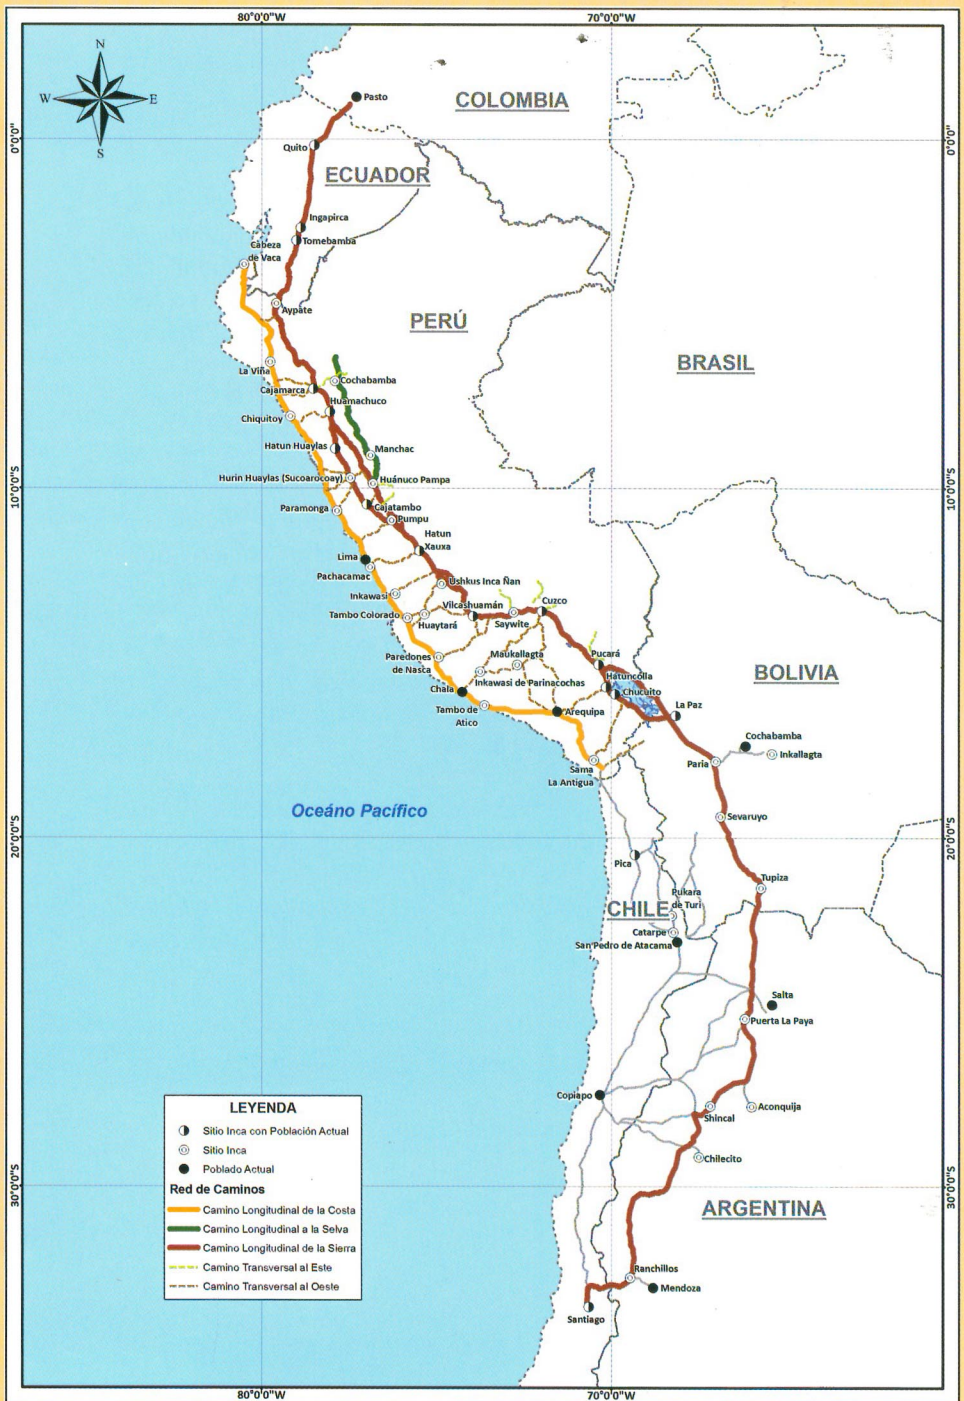 80°0'0"W
70°0'0"W
N
W
E
S
0°0'0"
0°0'0"
10°0'0"S
10°0'0"S
20°0'0"S
20°0'0"S
30°0'0"S
30°0'0"S
COLOMBIA
ECUADOR
PERÚ
BRASIL
BOLIVIA
CHILE
ARGENTINA
Oceáno Pacífico
Pasto
Quito
Ingapirca
Tomebamba
Cabeza
de Vaca
Aypate
La Viña
Cochabamba
Cajamarca
Huamachuco
Chiquitoy
Hatun Huaylas
Manchac
Hurin Huaylas (Sucoarocoay)
Huánuco Pampa
Cajatambo
Paramonga
Pumpu
Hatun
Xauxa
Lima
Pachacamac
Ushkus Inca Ñan
Inkawasi
Vilcashuamán
Cuzco
Tambo Colorado
Huaytará
Saywite
Paredones
de Nasca
Maukallagta
Pucará
Inkawasi de Parinacochas
Hatuncolla
Chucuito
Chala
La Paz
Tambo de
Atico
Arequipa
Cochabamba
Inkallagta
Paria
Sama
La Antigua
Sevaruyo
Pica
Tupiza
Pukara
de Turi
Catarpe
San Pedro de Atacama
Salta
Puerta La Paya
Copiapo
Shincal
Aconquija
Chilecito
Ranchillos
Mendoza
Santiago
LEYENDA
Sitio Inca con Población Actual
Sitio Inca
Poblado Actual
Red de Caminos
Camino Longitudinal de la Costa
Camino Longitudinal a la Selva
Camino Longitudinal de la Sierra
Camino Transversal al Este
Camino Transversal al Oeste
80°0'0"W
70°0'0"W